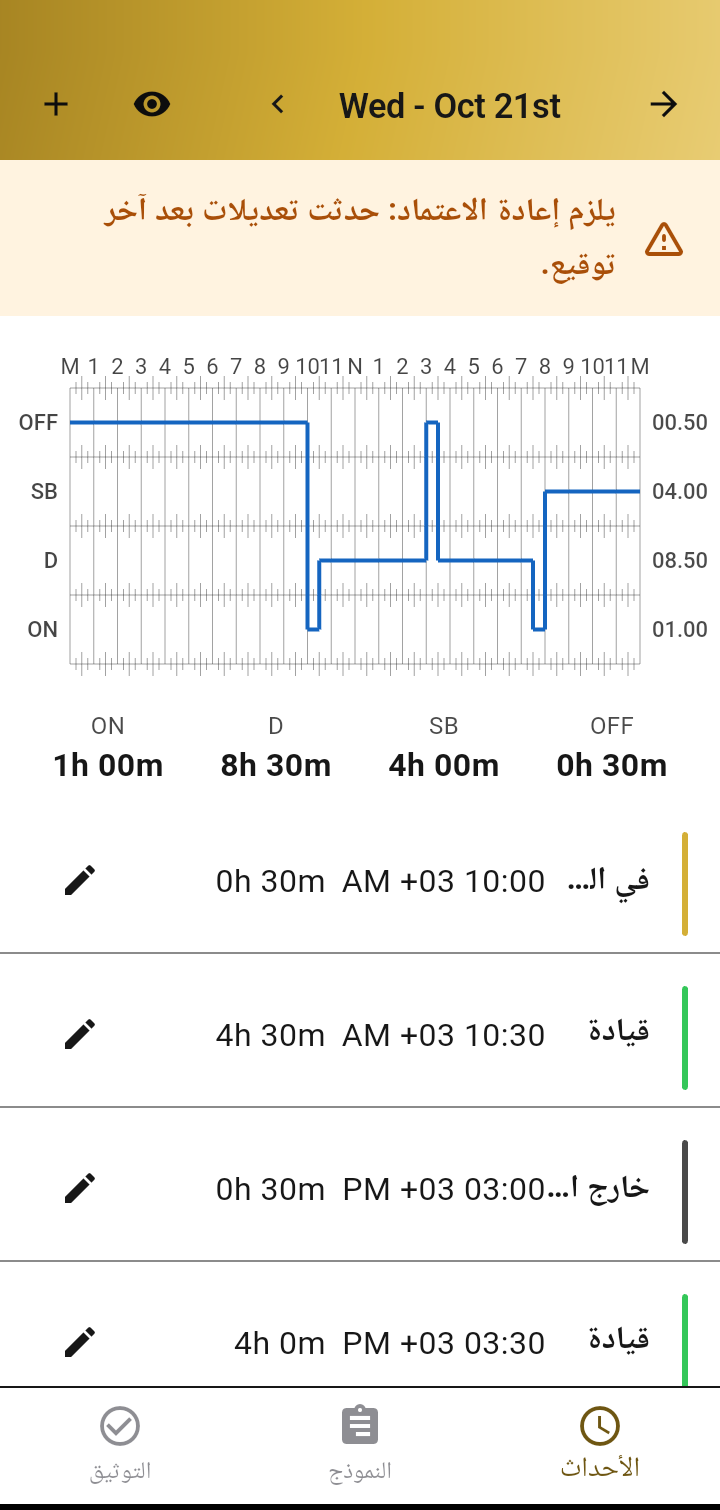 Wed - Oct 21st
يلزم إعادة الاعتماد: حدثت تعديلات بعد آخر
توقيع.
M 1 2 3 4 5 6 7 8 9 10 11 N 1 2 3 4 5 6 7 8 9 10 11 M
OFF 00.50
SB 04.00
D 08.50
ON 01.00
ON D SB OFF
1h 00m 8h 30m 4h 00m 0h 30m
في ال... 10:00 AM +03 0h 30m
قيادة 10:30 AM +03 4h 30m
خارج ا... 03:00 PM +03 0h 30m
قيادة 03:30 PM +03 4h 0m
الأحداث النموذج التوثيق